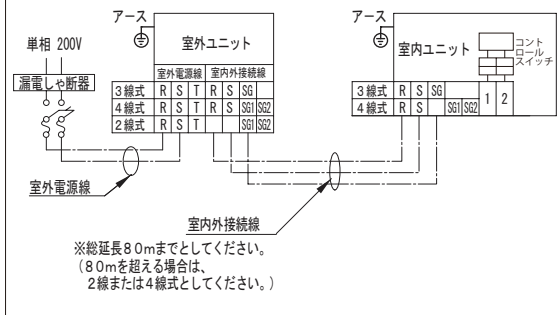 アース
単相 200V
漏電しゃ断器
室外ユニット
室外電源線 室内外接続線
3線式 R S T R S SG
4線式 R S T R S SG1 SG2
2線式 R S T SG1 SG2
アース
室内ユニット
コント
ロール
スイッチ
3線式 R S SG
4線式 R S SG1 SG2
1 2
室外電源線
室内外接続線
※総延長80mまでとしてください。
(80mを超える場合は、
2線または4線式としてください。)